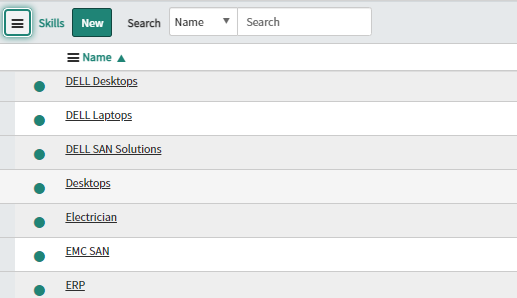 Skills New Search Name Search
Name
DELL Desktops
DELL Laptops
DELL SAN Solutions
Desktops
Electrician
EMC SAN
ERP